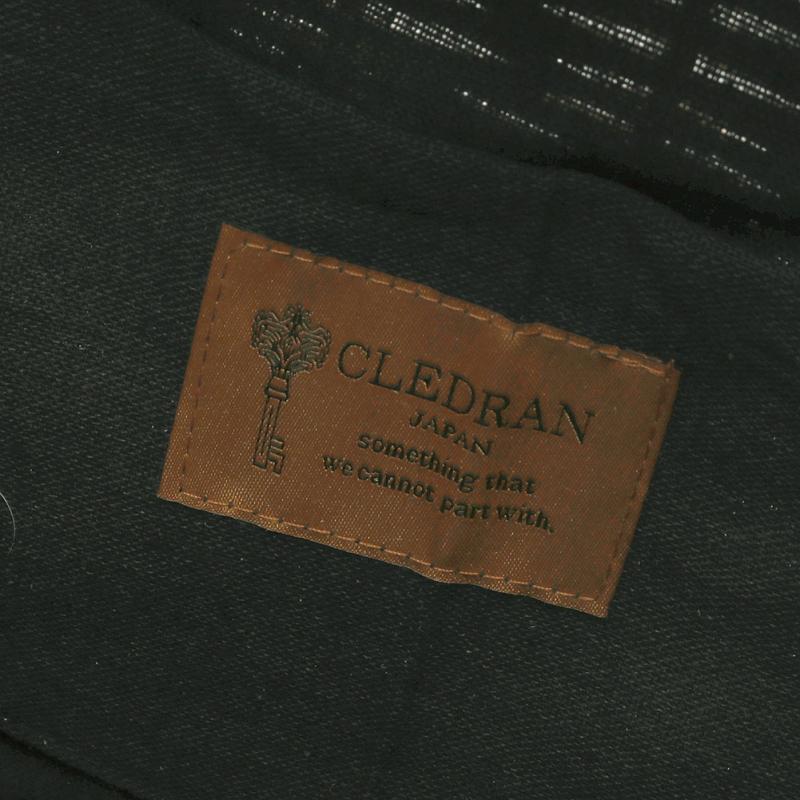 CLEDRAN
JAPAN
something that
we cannot part with.